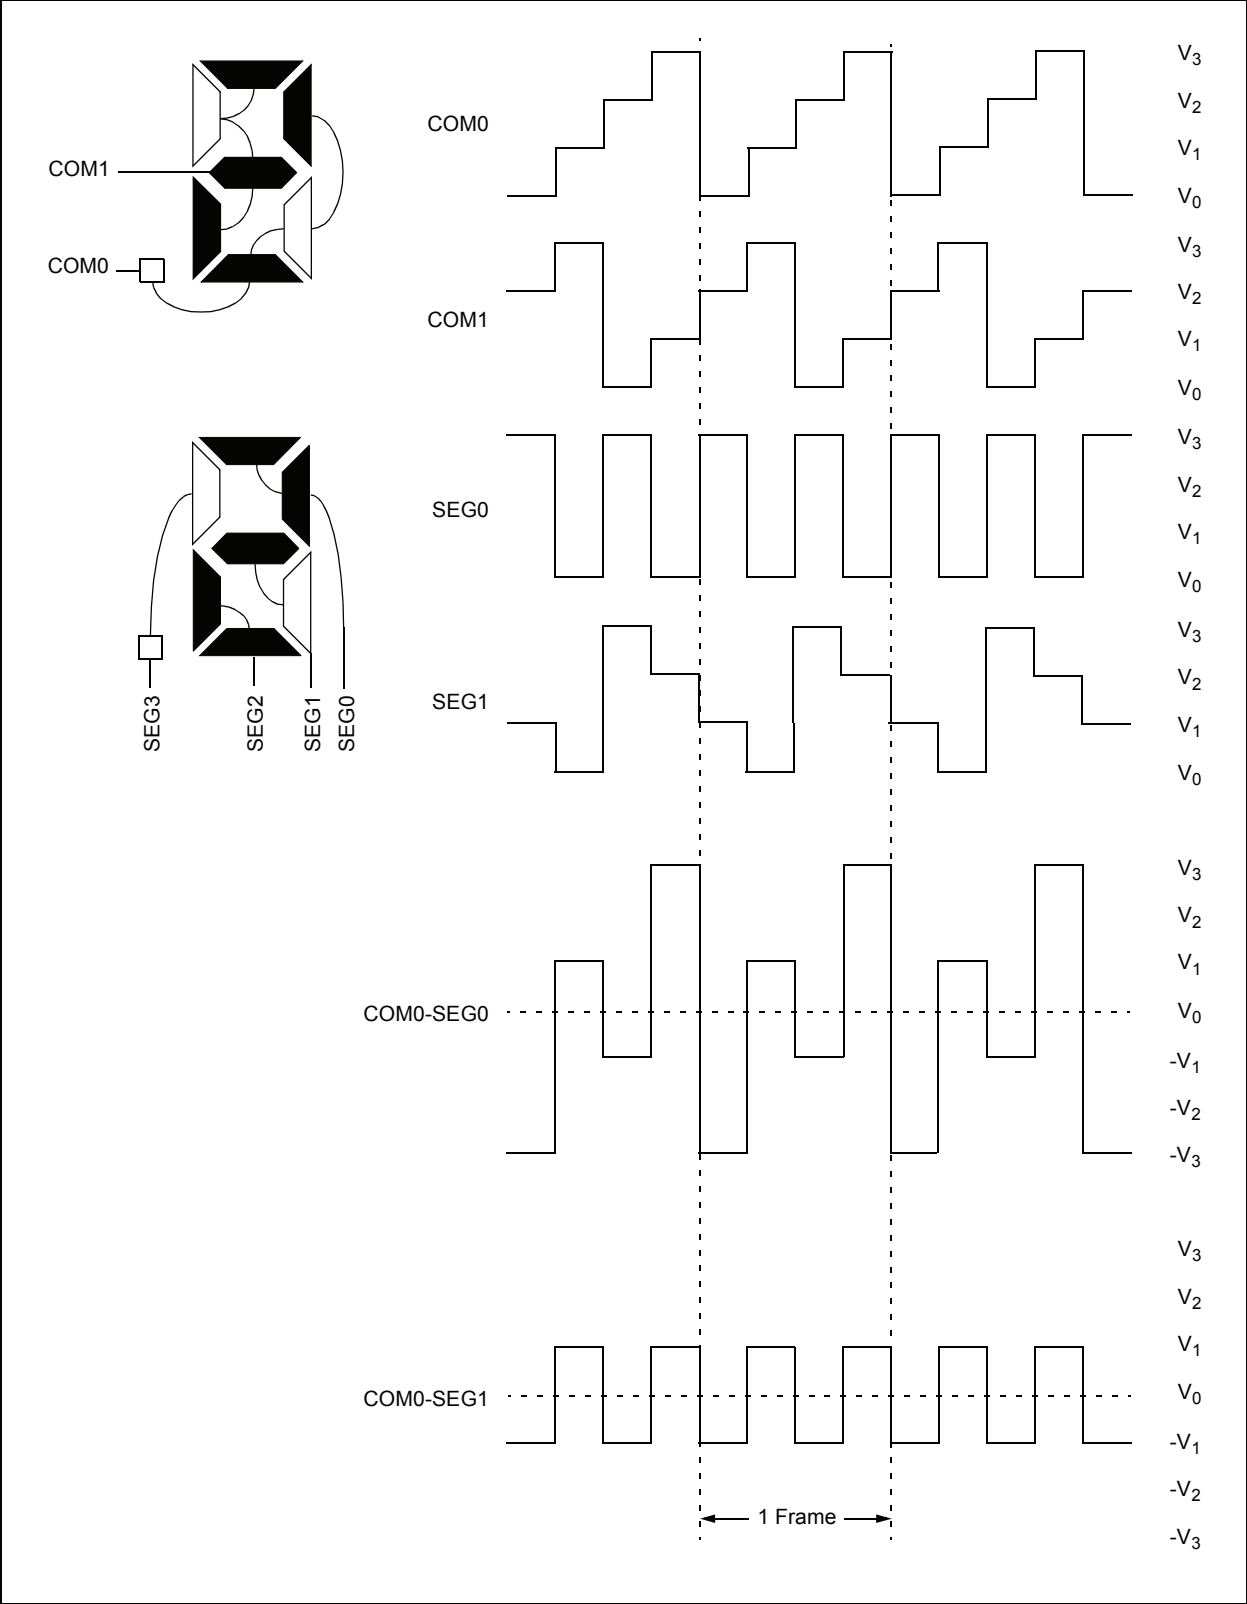 COM1
COM0
SEG3
SEG2
SEG1
SEG0
COM0
V3
V2
V1
V0
COM1
V3
V2
V1
V0
SEG0
V3
V2
V1
V0
SEG1
V3
V2
V1
V0
COM0-SEG0
V3
V2
V1
V0
-V1
-V2
-V3
COM0-SEG1
V3
V2
V1
V0
-V1
-V2
-V3
1 Frame